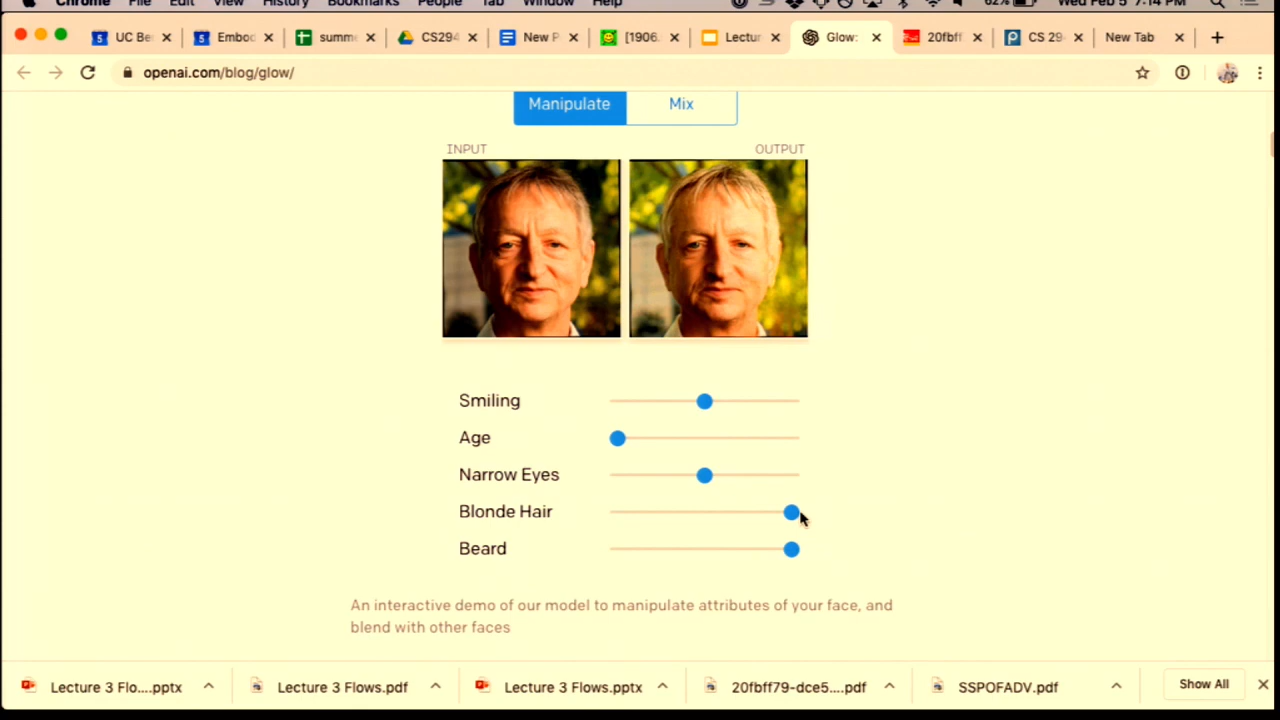 Chrome File Edit View History Bookmarks People Tab Window Help 62% Wed Feb 5 7:14 PM
UC Be Embod summe CS294 New P [1906. Lectur Glow: 20fbff CS 29 New Tab
openai.com/blog/glow/
Manipulate Mix
INPUT OUTPUT
Smiling
Age
Narrow Eyes
Blonde Hair
Beard
An interactive demo of our model to manipulate attributes of your face, and
blend with other faces
Lecture 3 Flo....pptx Lecture 3 Flows.pdf Lecture 3 Flows.pptx 20fbff79-dce5....pdf SSPOFADV.pdf Show All